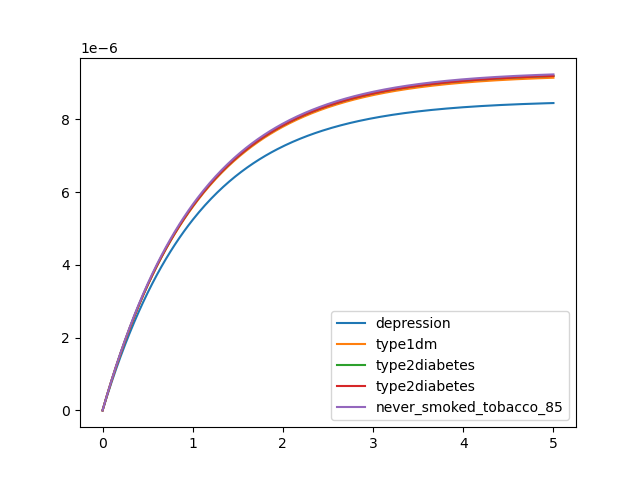 1e−6
8
6
4
2
0
0 1 2 3 4 5
depression
type1dm
type2diabetes
type2diabetes
never_smoked_tobacco_85